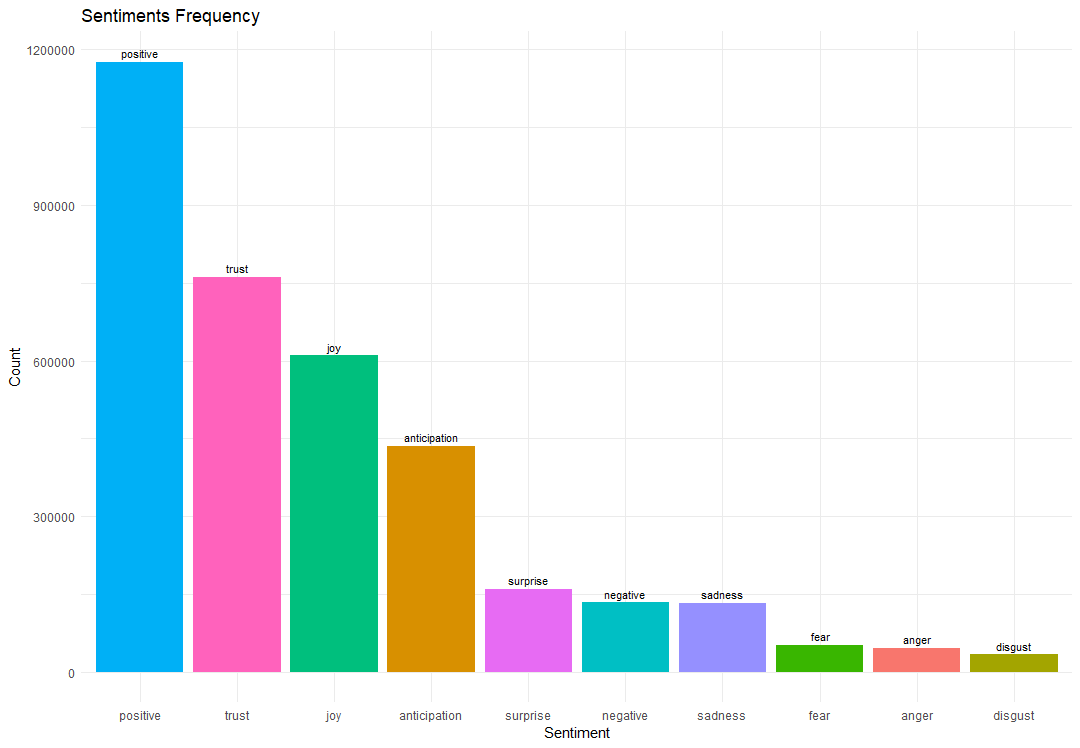 Sentiments Frequency
1200000
900000
600000
300000
0
Count
positive
trust
joy
anticipation
surprise
negative
sadness
fear
anger
disgust
positive trust joy anticipation surprise negative sadness fear anger disgust
Sentiment